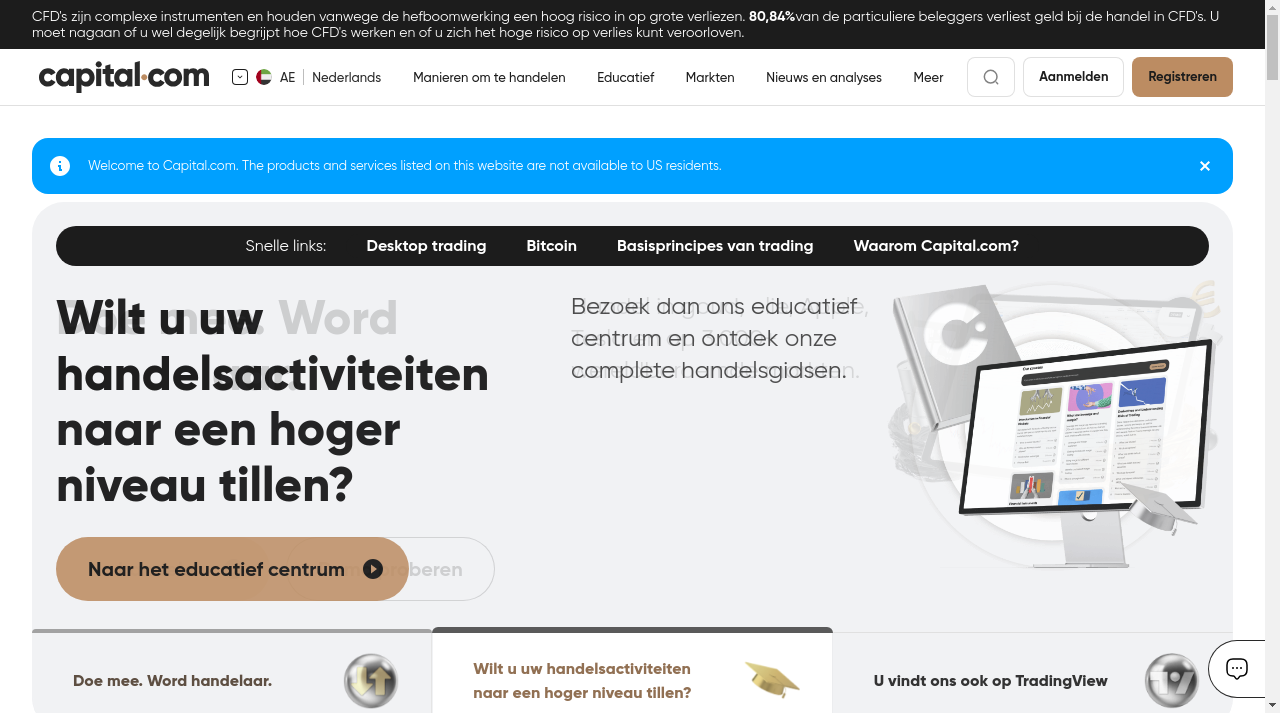 CFD's zijn complexe instrumenten en houden vanwege de hefboomwerking een hoog risico in op grote verliezen. 80,84%van de particuliere beleggers verliest geld bij de handel in CFD's. U
moet nagaan of u wel degelijk begrijpt hoe CFD's werken en of u zich het hoge risico op verlies kunt veroorloven.
capital.com
AE
Nederlands
Manieren om te handelen
Educatief
Markten
Nieuws en analyses
Meer
Aanmelden
Registreren
Welcome to Capital.com. The products and services listed on this website are not available to US residents.
Snelle links:
Desktop trading
Bitcoin
Basisprincipes van trading
Waarom Capital.com?
Wilt u uw
handelsactiviteiten
naar een hoger
niveau tillen?
Bezoek dan ons educatief
centrum en ontdek onze
complete handelsgidsen.
Naar het educatief centrum
Doe mee. Word handelaar.
Wilt u uw handelsactiviteiten
naar een hoger niveau tillen?
U vindt ons ook op TradingView